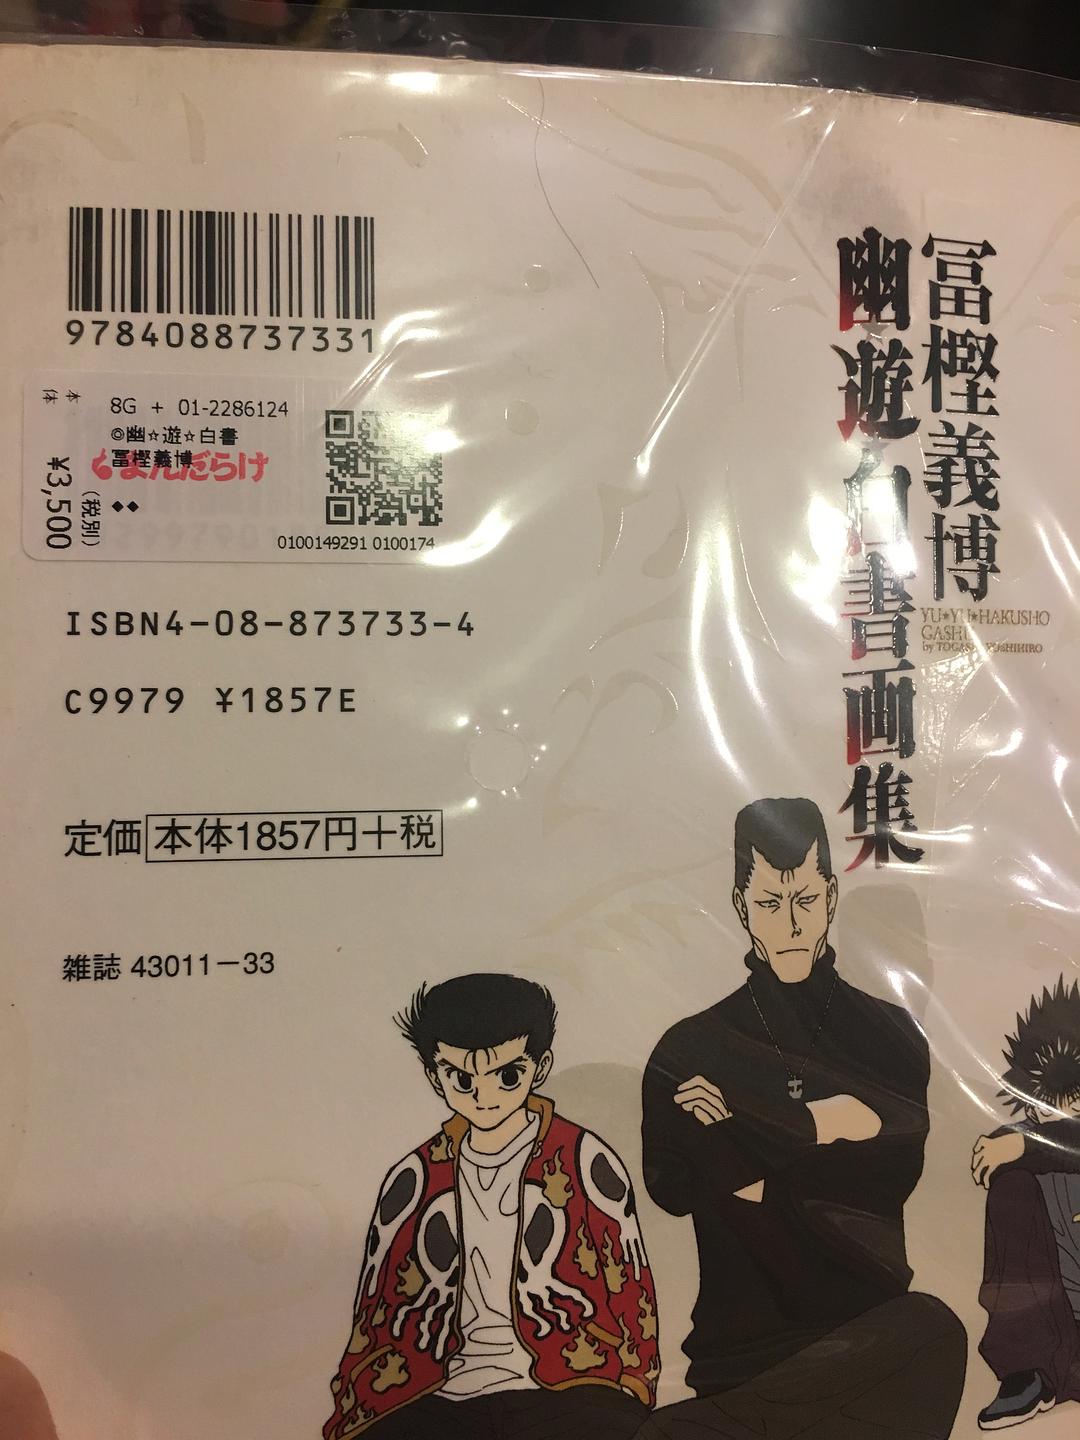 9784088737331
本体
¥3,500
(税別)
8G + 01-2286124
©幽☆遊☆白書
冨樫義博
まんだらけ
◆◆
0100149291 0100174
ISBN4-08-873733-4
C9979 ¥1857E
定価 本体1857円+税
雑誌 43011-33
冨樫義博
幽遊白書画集
YU★YU★HAKUSHO
GASHU
by TOGASHI YOSHIHIRO